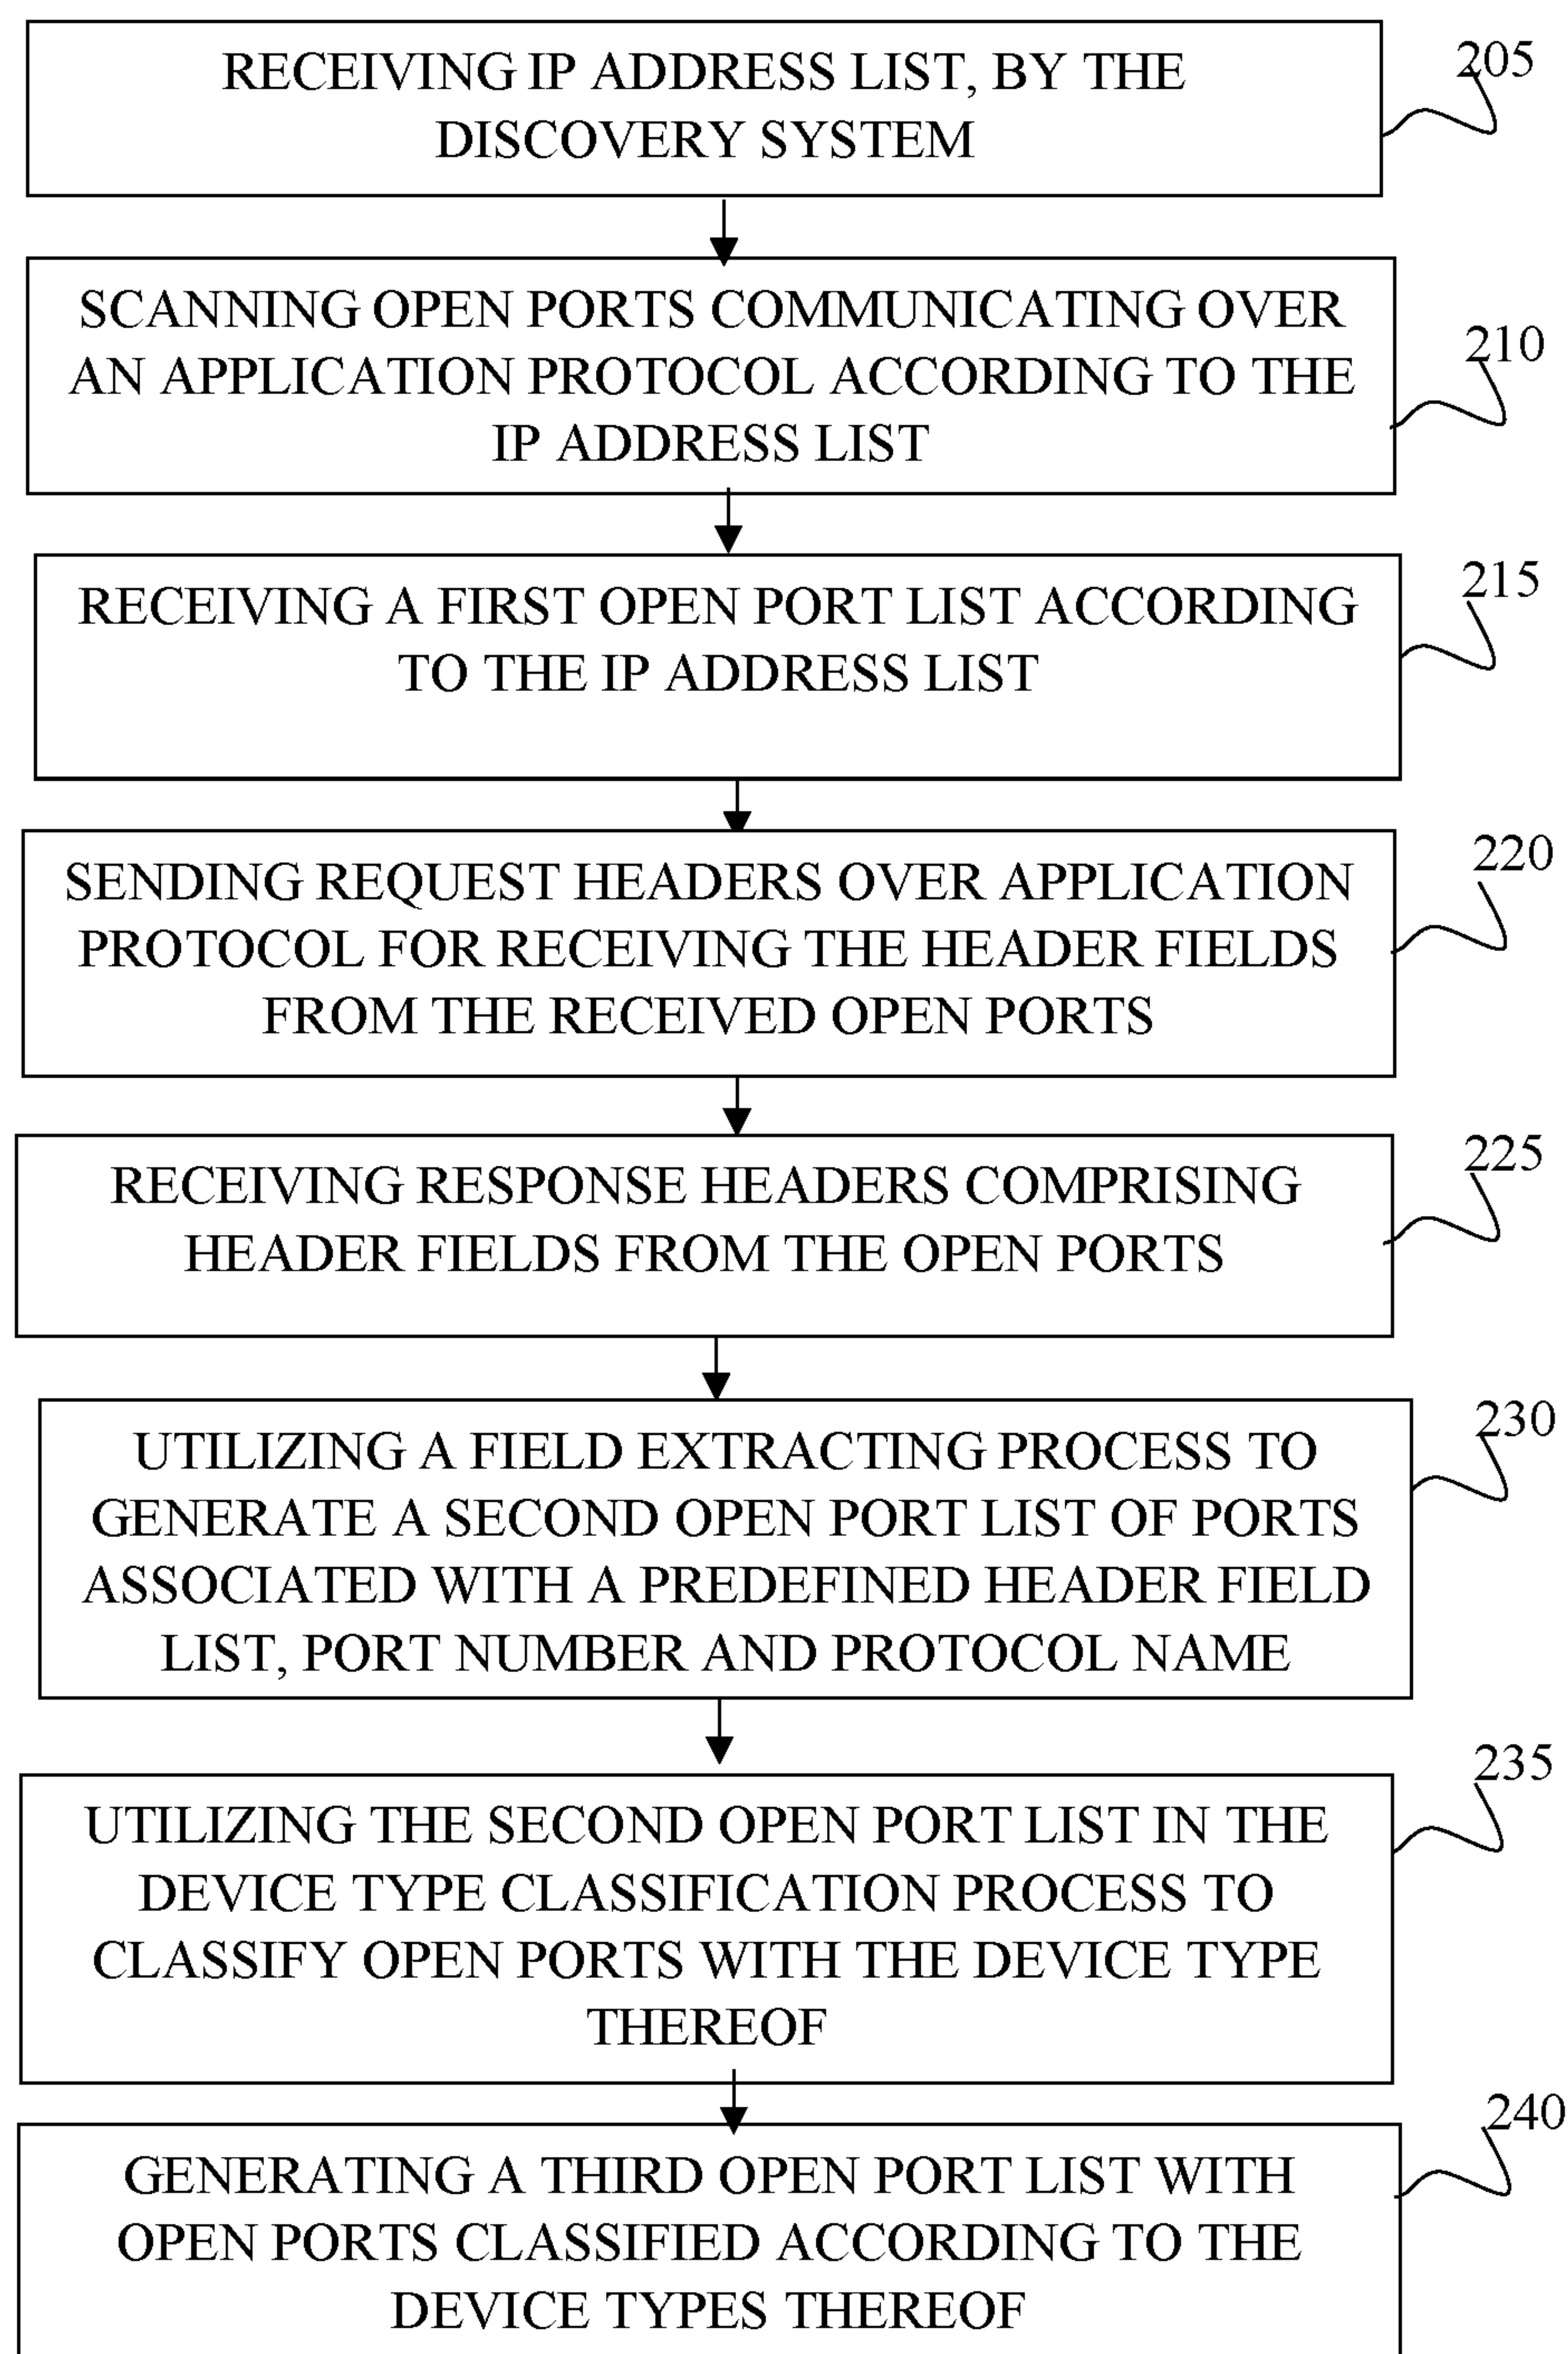 RECEIVING IP ADDRESS LIST, BY THE
DISCOVERY SYSTEM
205
SCANNING OPEN PORTS COMMUNICATING OVER
AN APPLICATION PROTOCOL ACCORDING TO THE
IP ADDRESS LIST
210
RECEIVING A FIRST OPEN PORT LIST ACCORDING
TO THE IP ADDRESS LIST
215
SENDING REQUEST HEADERS OVER APPLICATION
PROTOCOL FOR RECEIVING THE HEADER FIELDS
FROM THE RECEIVED OPEN PORTS
220
RECEIVING RESPONSE HEADERS COMPRISING
HEADER FIELDS FROM THE OPEN PORTS
225
UTILIZING A FIELD EXTRACTING PROCESS TO
GENERATE A SECOND OPEN PORT LIST OF PORTS
ASSOCIATED WITH A PREDEFINED HEADER FIELD
LIST, PORT NUMBER AND PROTOCOL NAME
230
UTILIZING THE SECOND OPEN PORT LIST IN THE
DEVICE TYPE CLASSIFICATION PROCESS TO
CLASSIFY OPEN PORTS WITH THE DEVICE TYPE
THEREOF
235
GENERATING A THIRD OPEN PORT LIST WITH
OPEN PORTS CLASSIFIED ACCORDING TO THE
DEVICE TYPES THEREOF
240